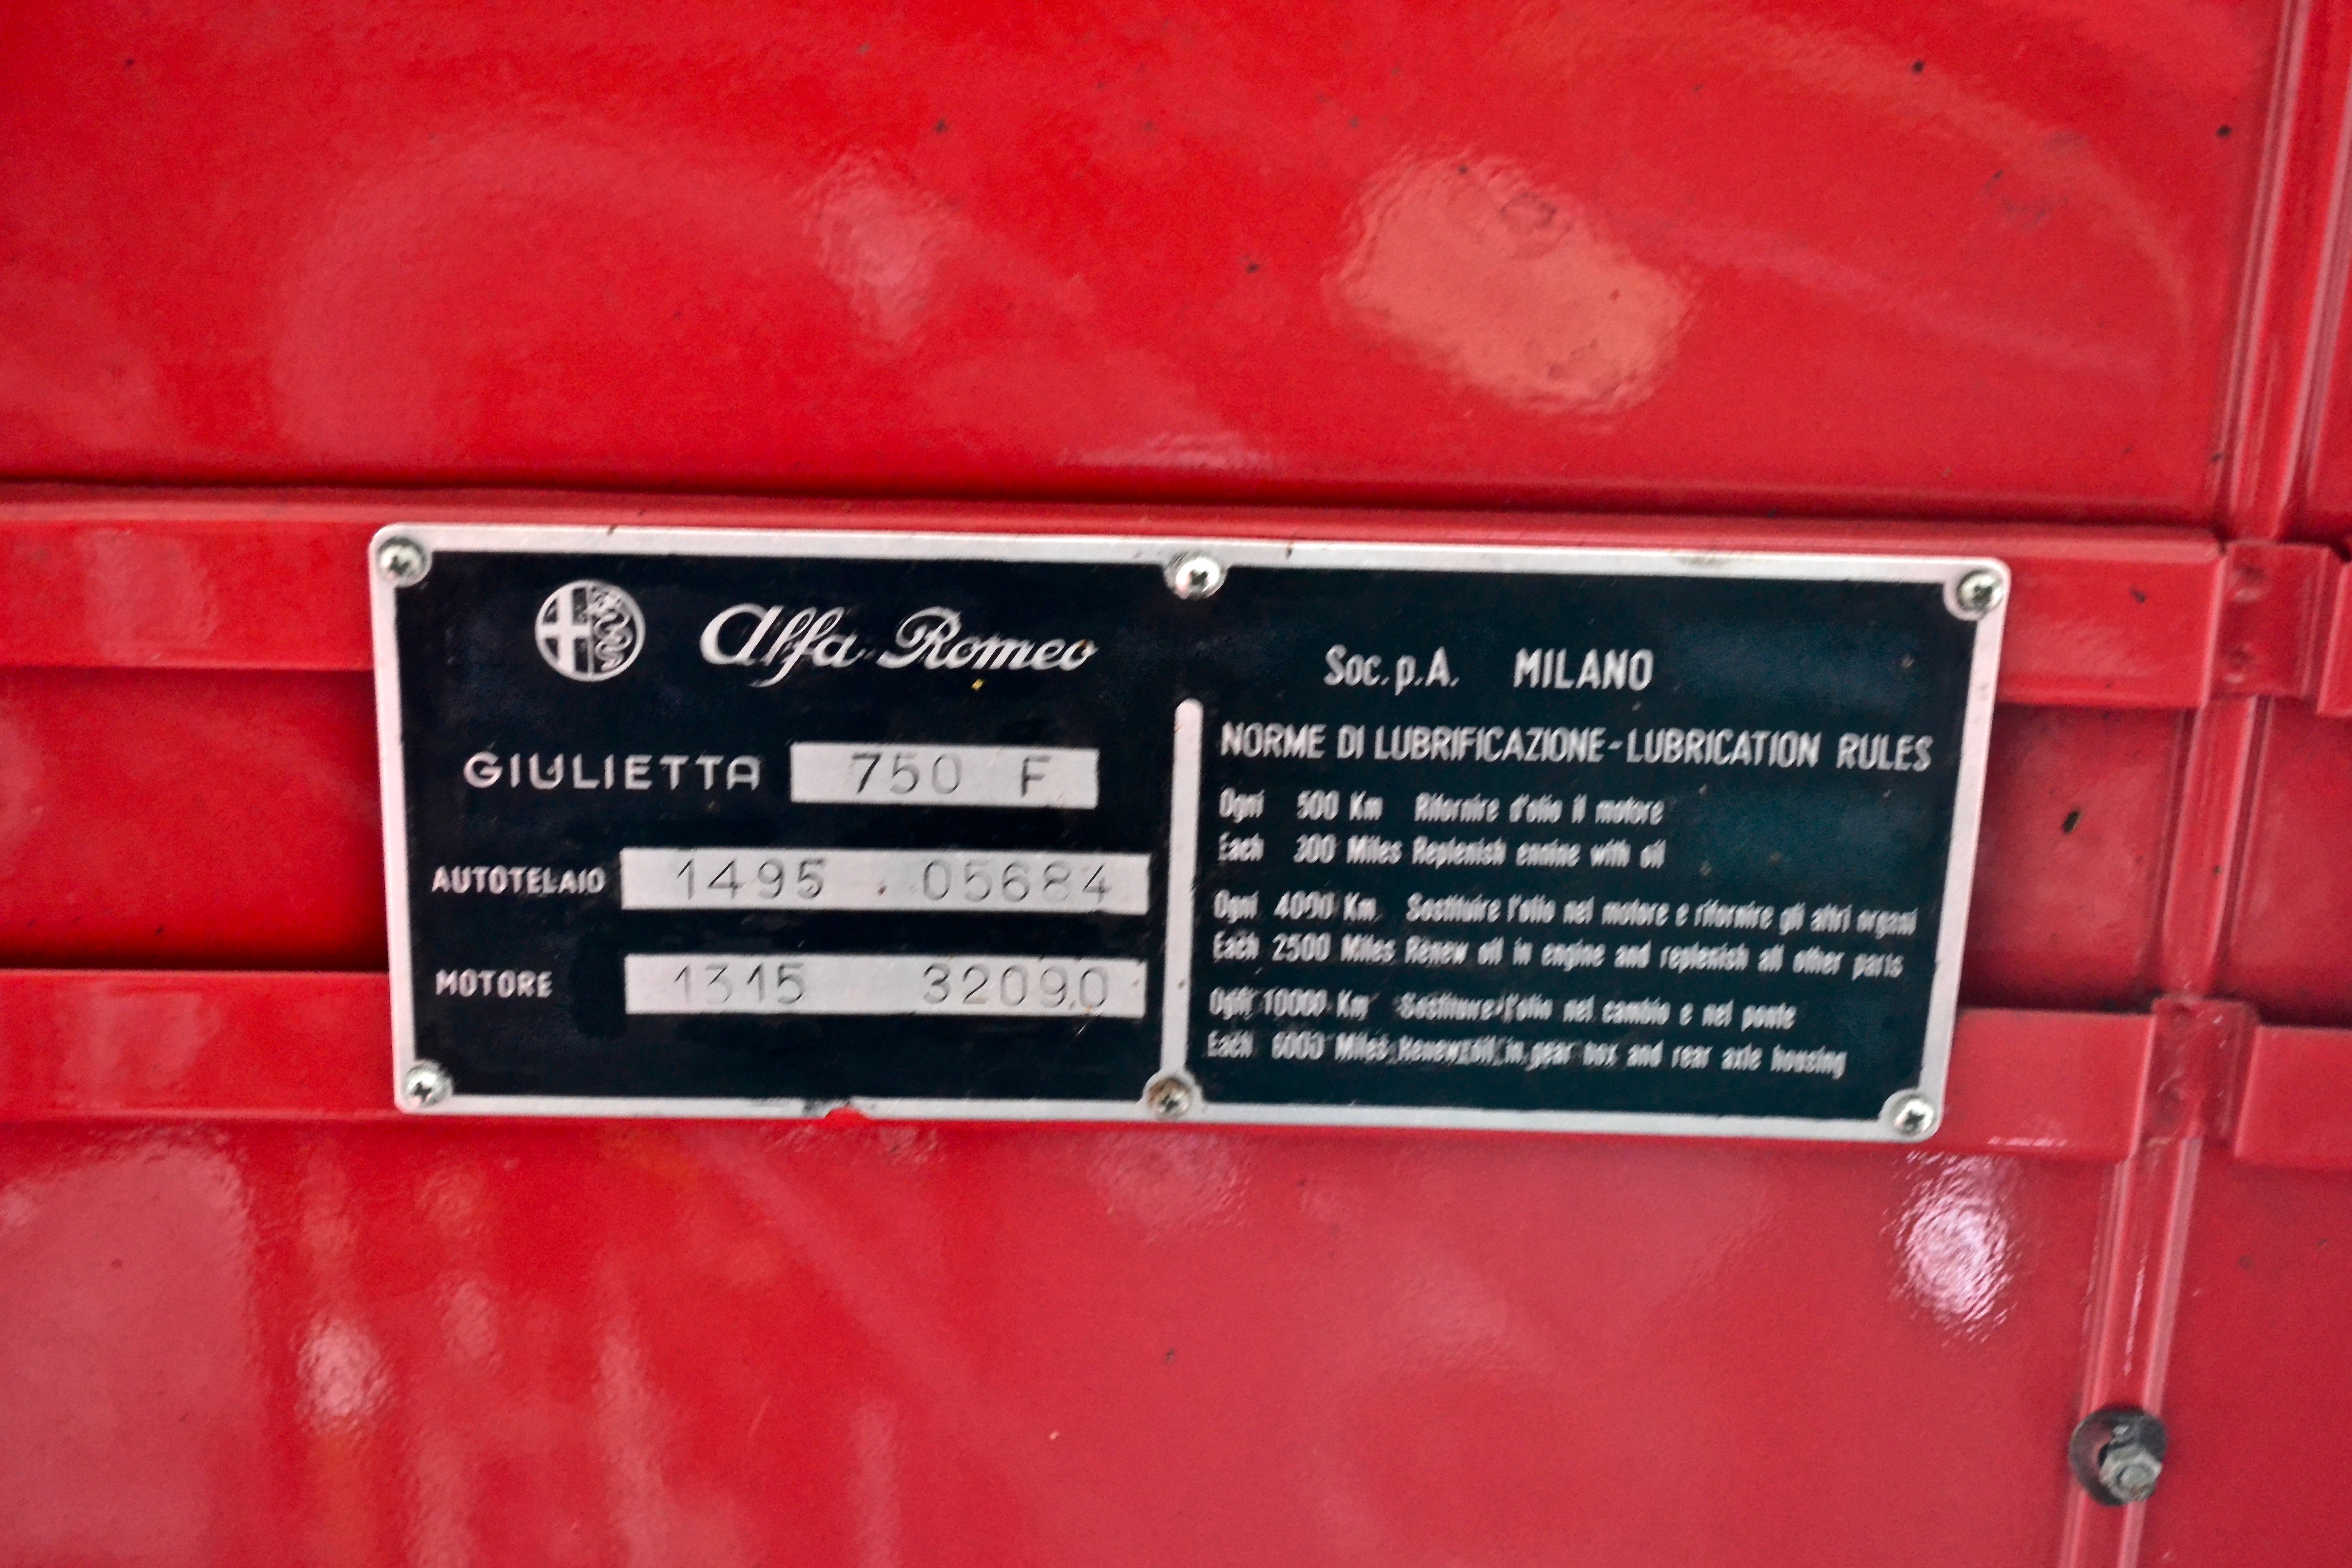 Alfa-Romeo
GIULIETTA 750 F
AUTOTELAIO 1495 05684
MOTORE 1315 32090
Soc.p.A. MILANO
NORME DI LUBRIFICAZIONE-LUBRICATION RULES
Ogni 500 Km Rifornire d'olio il motore
Each 300 Miles Replenish engine with oil
Ogni 4000 Km. Sostituire l'olio nel motore e rifornire gli altri organi
Each 2500 Miles Renew oil in engine and replenish all other parts
Ogni 10000 Km Sostituire l'olio nel cambio e nel ponte
Each 6000 Miles Renew oil in gear box and rear axle housing